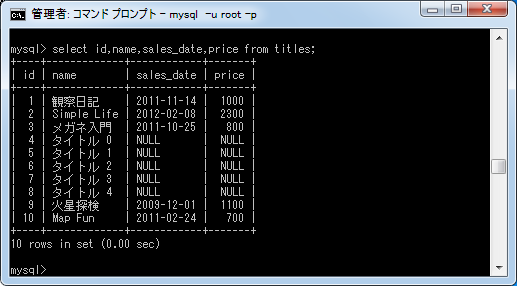 管理者: コマンド プロンプト - mysql -u root -p
mysql> select id,name,sales_date,price from titles;
+----+-------------+------------+-------+
| id | name        | sales_date | price |
+----+-------------+------------+-------+
|  1 | 観察日記    | 2011-11-14 |  1000 |
|  2 | Simple Life | 2012-02-08 |  2300 |
|  3 | メガネ入門  | 2011-10-25 |   800 |
|  4 | タイトル 0  | NULL       |  NULL |
|  5 | タイトル 1  | NULL       |  NULL |
|  6 | タイトル 2  | NULL       |  NULL |
|  7 | タイトル 3  | NULL       |  NULL |
|  8 | タイトル 4  | NULL       |  NULL |
|  9 | 火星探検    | 2009-12-01 |  1100 |
| 10 | Map Fun     | 2011-02-24 |   700 |
+----+-------------+------------+-------+
10 rows in set (0.00 sec)
mysql>